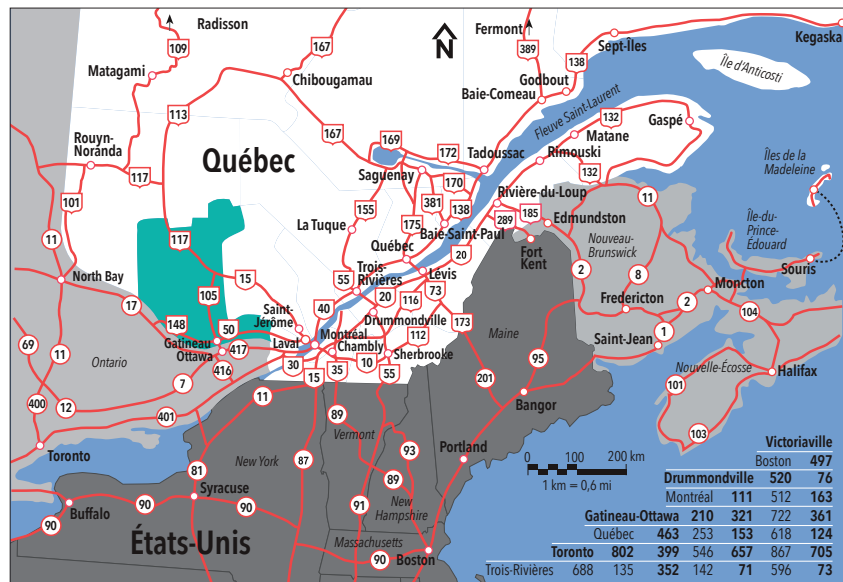 Radisson
109
Matagami
167
Chibougamau
Fermont
N
389
Sept-Îles
138
Godbout
Baie-Comeau
Kegaska
Île d'Anticosti
113
167
Fleuve Saint-Laurent
132
Matane
Gaspé
Rimouski
169
172
Tadoussac
132
Rouyn-
Noranda
117
Québec
Saguenay
170
Îles de la
Madeleine
101
381
138
Rivière-du-Loup
11
La Tuque
155
175
Baie-Saint-Paul
289
185
Edmundston
Île-du-
Prince-
Édouard
11
117
Québec
20
Fort
Kent
Nouveau-
Brunswick
Souris
North Bay
15
55
Trois-
Rivières
Lévis
73
2
8
Moncton
17
105
Saint-
Jérôme
40
20
116
Fredericton
2
104
148
50
Drummondville
173
Maine
1
69
Gatineau
Ottawa
417
Laval
Montréal
Chambly
112
Saint-Jean
11
Ontario
416
30
10
Sherbrooke
95
Nouvelle-Écosse
7
15
35
55
201
101
Halifax
400
12
401
11
89
Bangor
103
Toronto
Vermont
93
Portland
0
100
200 km
1 km = 0,6 mi
81
New York
87
89
Syracuse
91
New
Hampshire
Buffalo
90
90
90
États-Unis
Massachusetts
90
Boston
Victoriaville
Boston 497
Drummondville 520 76
Montréal 111 512 163
Gatineau-Ottawa 210 321 722 361
Québec 463 253 153 618 124
Toronto 802 399 546 657 867 705
Trois-Rivières 688 135 352 142 71 596 73